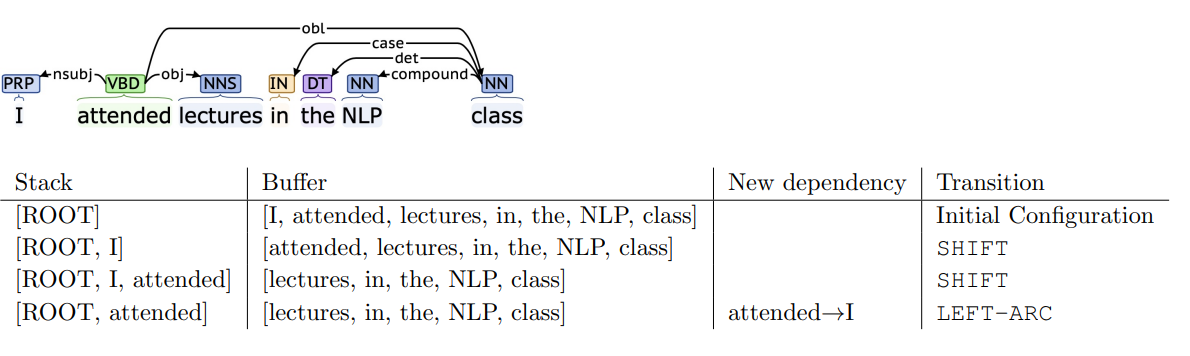 obl
case
det
nsubj obj compound
PRP VBD NNS IN DT NN NN
I attended lectures in the NLP class
Stack Buffer New dependency Transition
[ROOT] [I, attended, lectures, in, the, NLP, class] Initial Configuration
[ROOT, I] [attended, lectures, in, the, NLP, class] SHIFT
[ROOT, I, attended] [lectures, in, the, NLP, class] SHIFT
[ROOT, attended] [lectures, in, the, NLP, class] attended→I LEFT-ARC